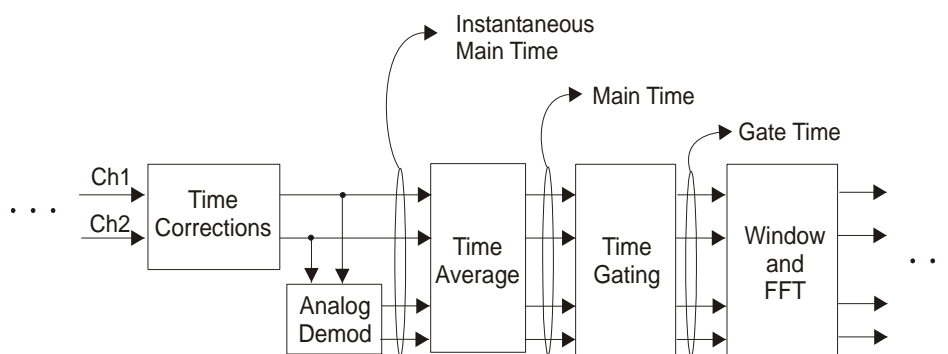 Instantaneous
Main Time
Main Time
Gate Time
Ch1
Ch2
. . .
Time
Corrections
Analog
Demod
Time
Average
Time
Gating
Window
and
FFT
. .